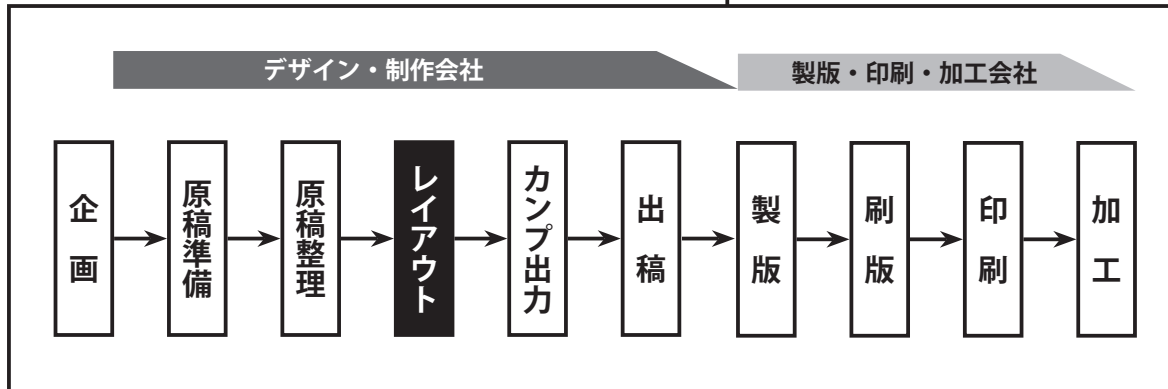 デザイン・制作会社
製版・印刷・加工会社
企画
原稿準備
原稿整理
レイアウト
カンプ出力
出稿
製版
刷版
印刷
加工